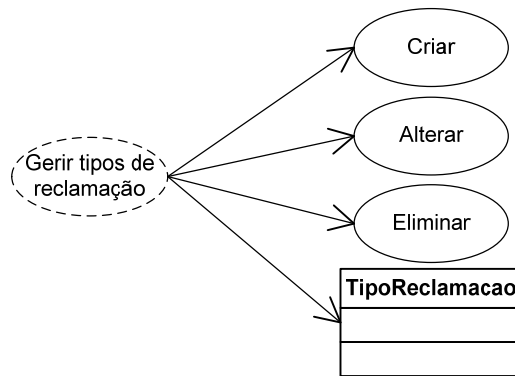 Criar
Alterar
Gerir tipos de
reclamação
Eliminar
TipoReclamacao